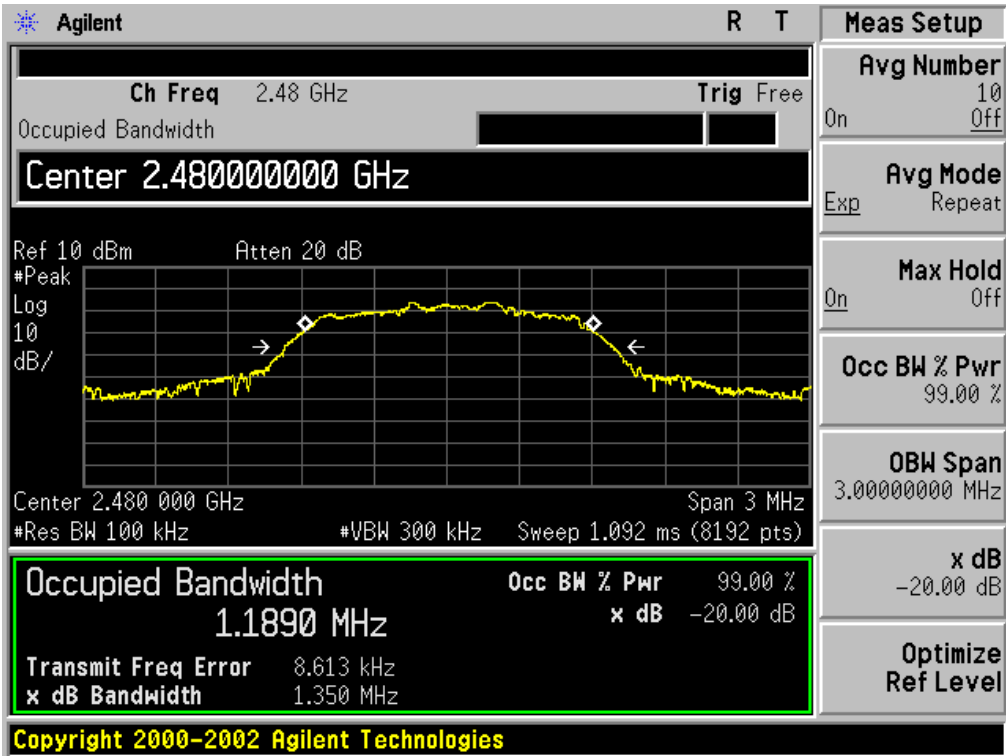 Agilent R T
Meas Setup
Ch Freq 2.48 GHz Trig Free
Occupied Bandwidth
Center 2.480000000 GHz
Ref 10 dBm Atten 20 dB
#Peak
Log
10
dB/
Center 2.480 000 GHz Span 3 MHz
#Res BW 100 kHz #VBW 300 kHz Sweep 1.092 ms (8192 pts)
Occupied Bandwidth Occ BW % Pwr 99.00 %
1.1890 MHz x dB -20.00 dB
Transmit Freq Error 8.613 kHz
x dB Bandwidth 1.350 MHz
Avg Number
10
On Off
Avg Mode
Exp Repeat
Max Hold
On Off
Occ BW % Pwr
99.00 %
OBW Span
3.00000000 MHz
x dB
-20.00 dB
Optimize
Ref Level
Copyright 2000-2002 Agilent Technologies